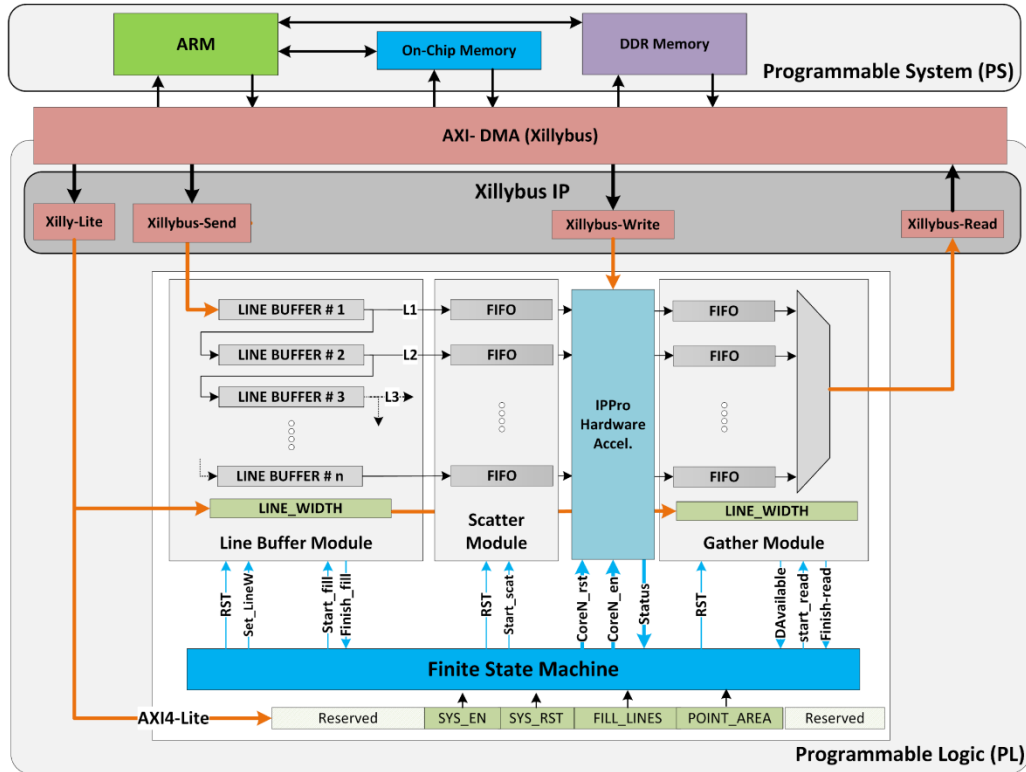 ARM
On-Chip Memory
DDR Memory
Programmable System (PS)
AXI- DMA (Xillybus)
Xillybus IP
Xilly-Lite
Xillybus-Send
Xillybus-Write
Xillybus-Read
LINE BUFFER # 1
L1
FIFO
FIFO
LINE BUFFER # 2
L2
FIFO
FIFO
LINE BUFFER # 3
L3
IPPro
Hardware
Accel.
LINE BUFFER # n
FIFO
FIFO
LINE_WIDTH
LINE_WIDTH
Line Buffer Module
Scatter
Module
Gather Module
RST
Set_LineW
Start_fill
Finish_fill
RST
Start_scat
CoreN_rst
CoreN_en
Status
RST
DAvailable
start_read
Finish-read
Finite State Machine
AXI4-Lite
Reserved
SYS_EN
SYS_RST
FILL_LINES
POINT_AREA
Reserved
Programmable Logic (PL)